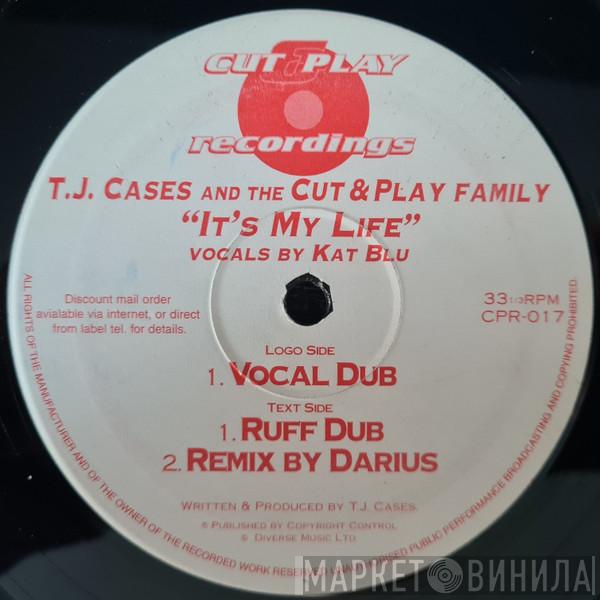 CUT & PLAY
recordings
T.J. CASES AND THE CUT & PLAY FAMILY
“IT'S MY LIFE”
VOCALS BY KAT BLU
Discount mail order
avialable via internet, or direct
from label tel. for details.
33 1/3 RPM
CPR-017
LOGO SIDE
1. VOCAL DUB
TEXT SIDE
1. RUFF DUB
2. REMIX BY DARIUS
WRITTEN & PRODUCED BY T.J. CASES.
℗ PUBLISHED BY COPYRIGHT CONTROL
© DIVERSE MUSIC LTD.
ALL RIGHTS OF THE MANUFACTURER AND OF THE OWNER OF THE RECORDED WORK RESERVED UNAUTHORISED PUBLIC PERFORMANCE BROADCASTING AND COPYING PROHIBITED.
МАРКЕТ ВИНИЛА